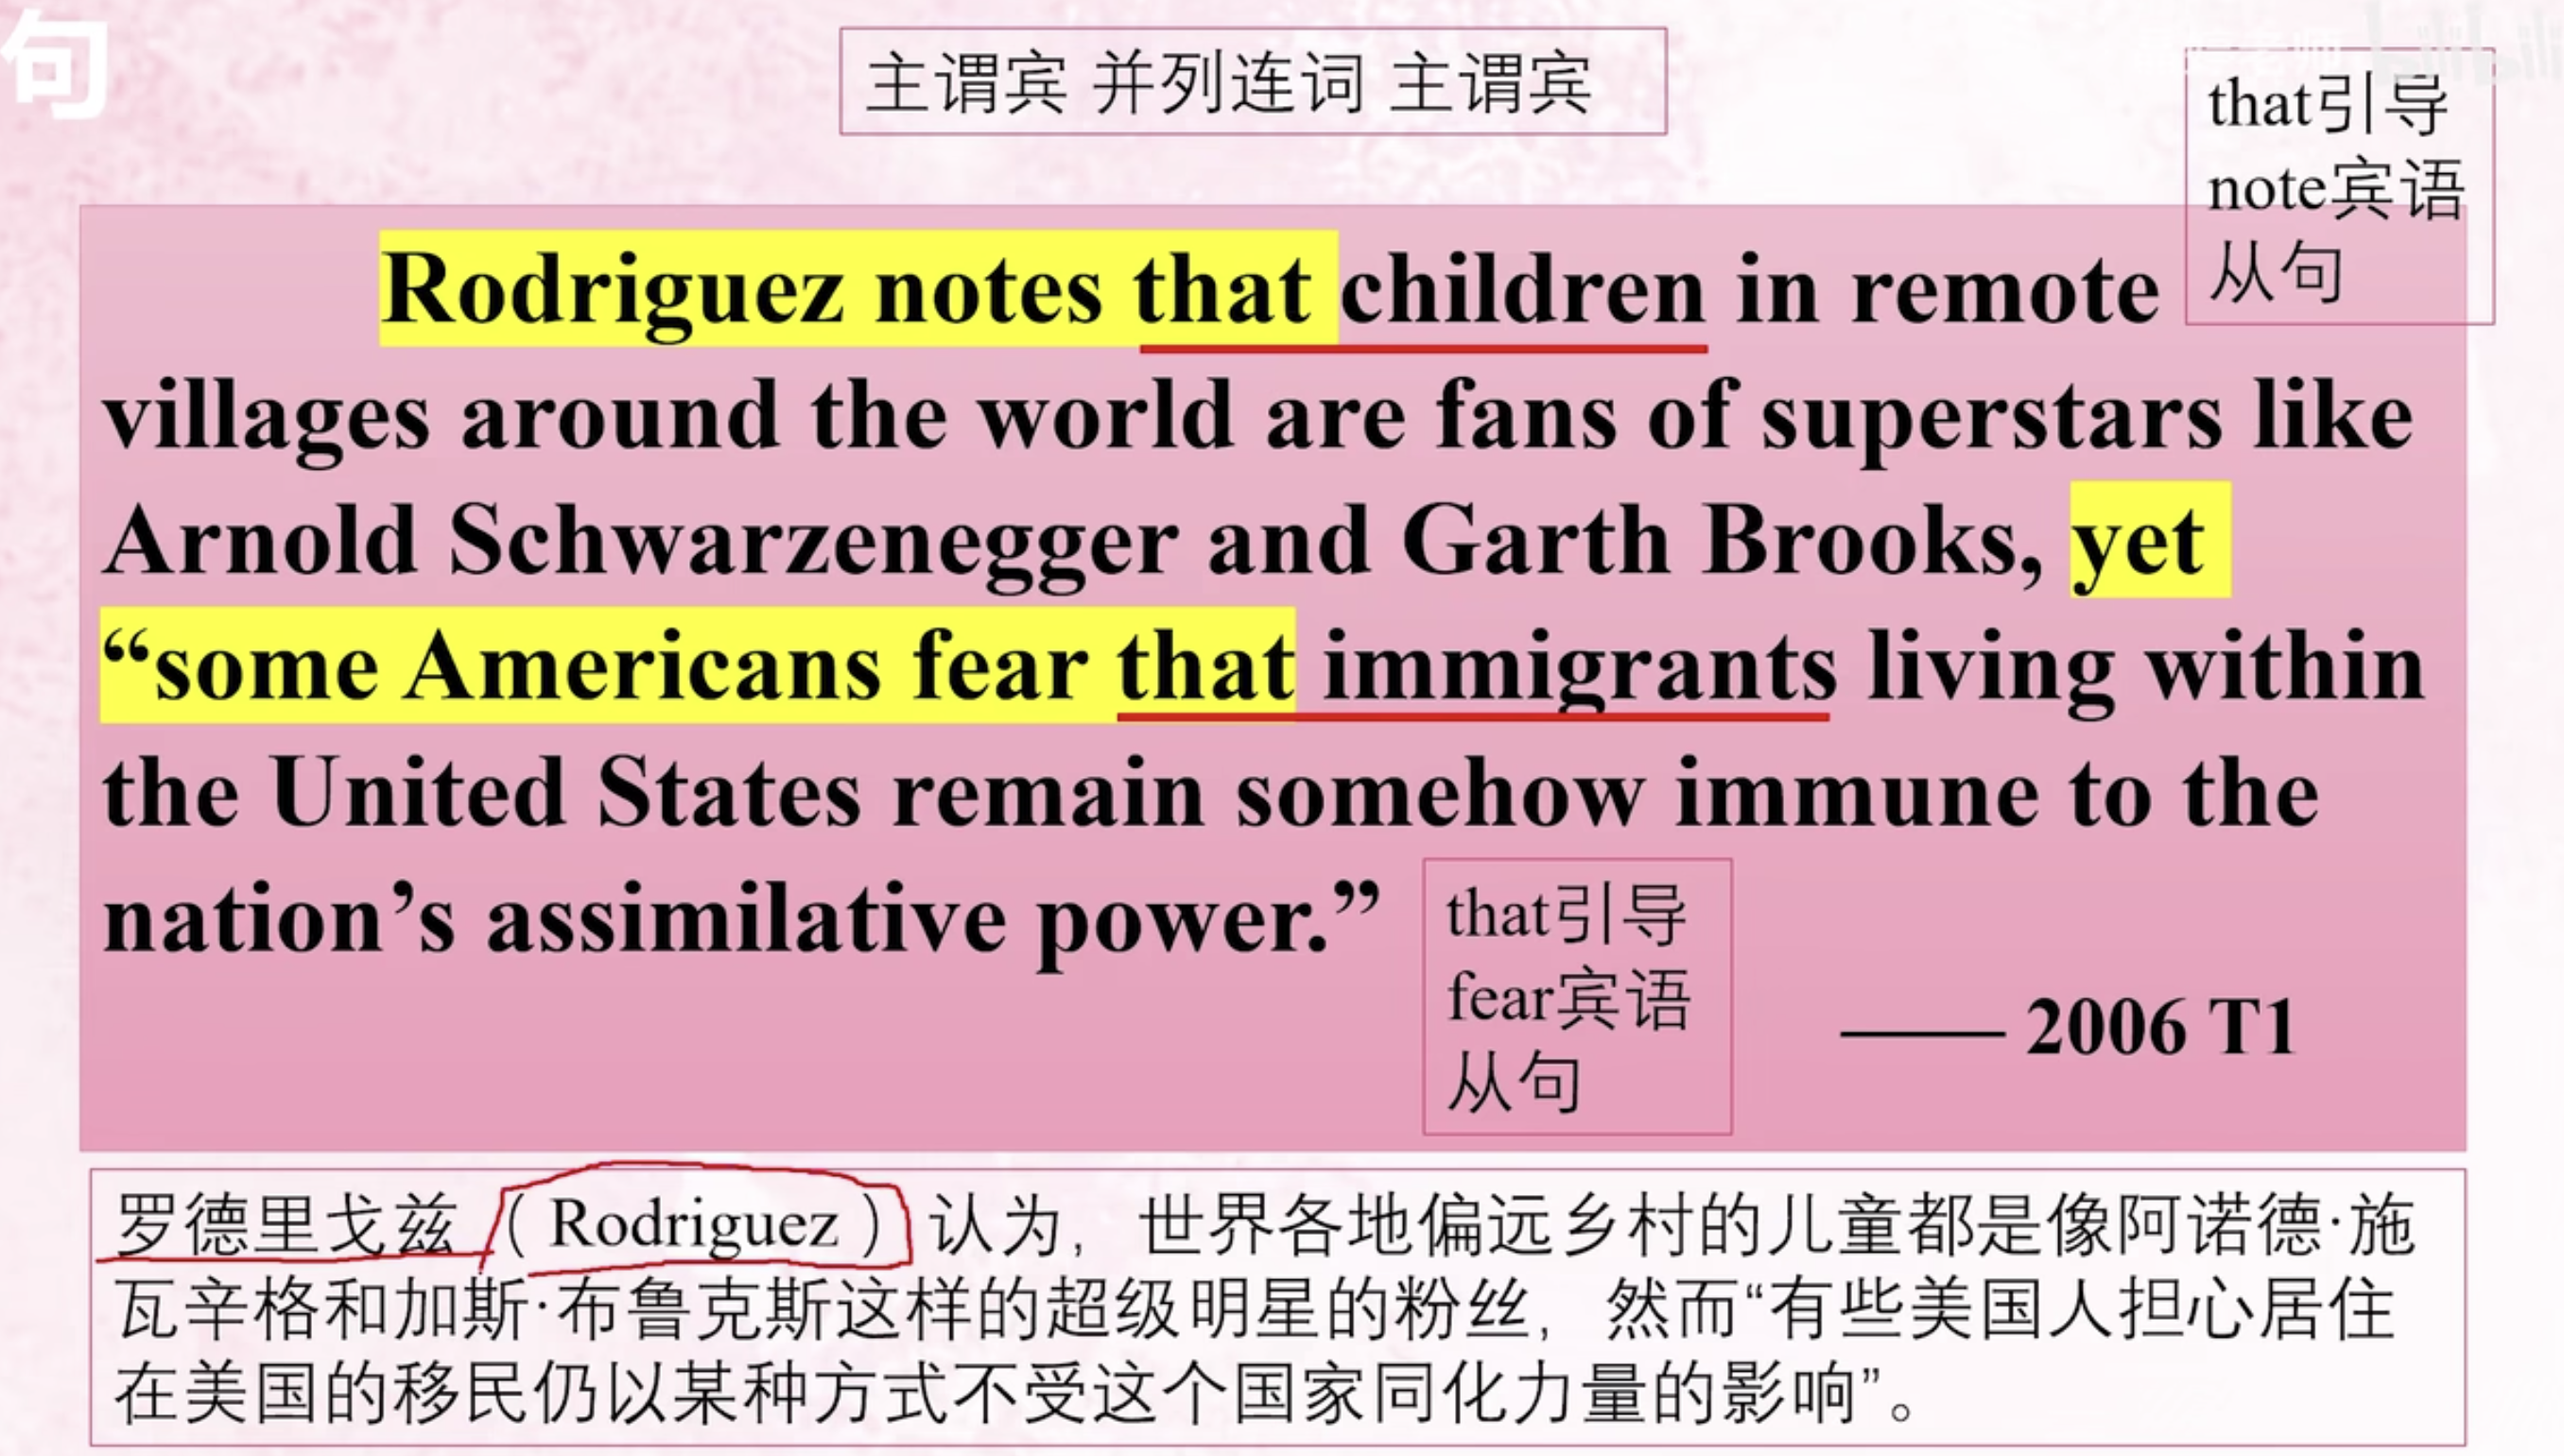 句
主谓宾 并列连词 主谓宾
that引导
note宾语
从句
Rodriguez notes that children in remote
villages around the world are fans of superstars like
Arnold Schwarzenegger and Garth Brooks, yet
“some Americans fear that immigrants living within
the United States remain somehow immune to the
nation’s assimilative power.”
that引导
fear宾语
从句
—— 2006 T1
罗德里戈兹（Rodriguez）认为，世界各地偏远乡村的儿童都是像阿诺德·施
瓦辛格和加斯·布鲁克斯这样的超级明星的粉丝，然而“有些美国人担心居住
在美国的移民仍以某种方式不受这个国家同化力量的影响”。